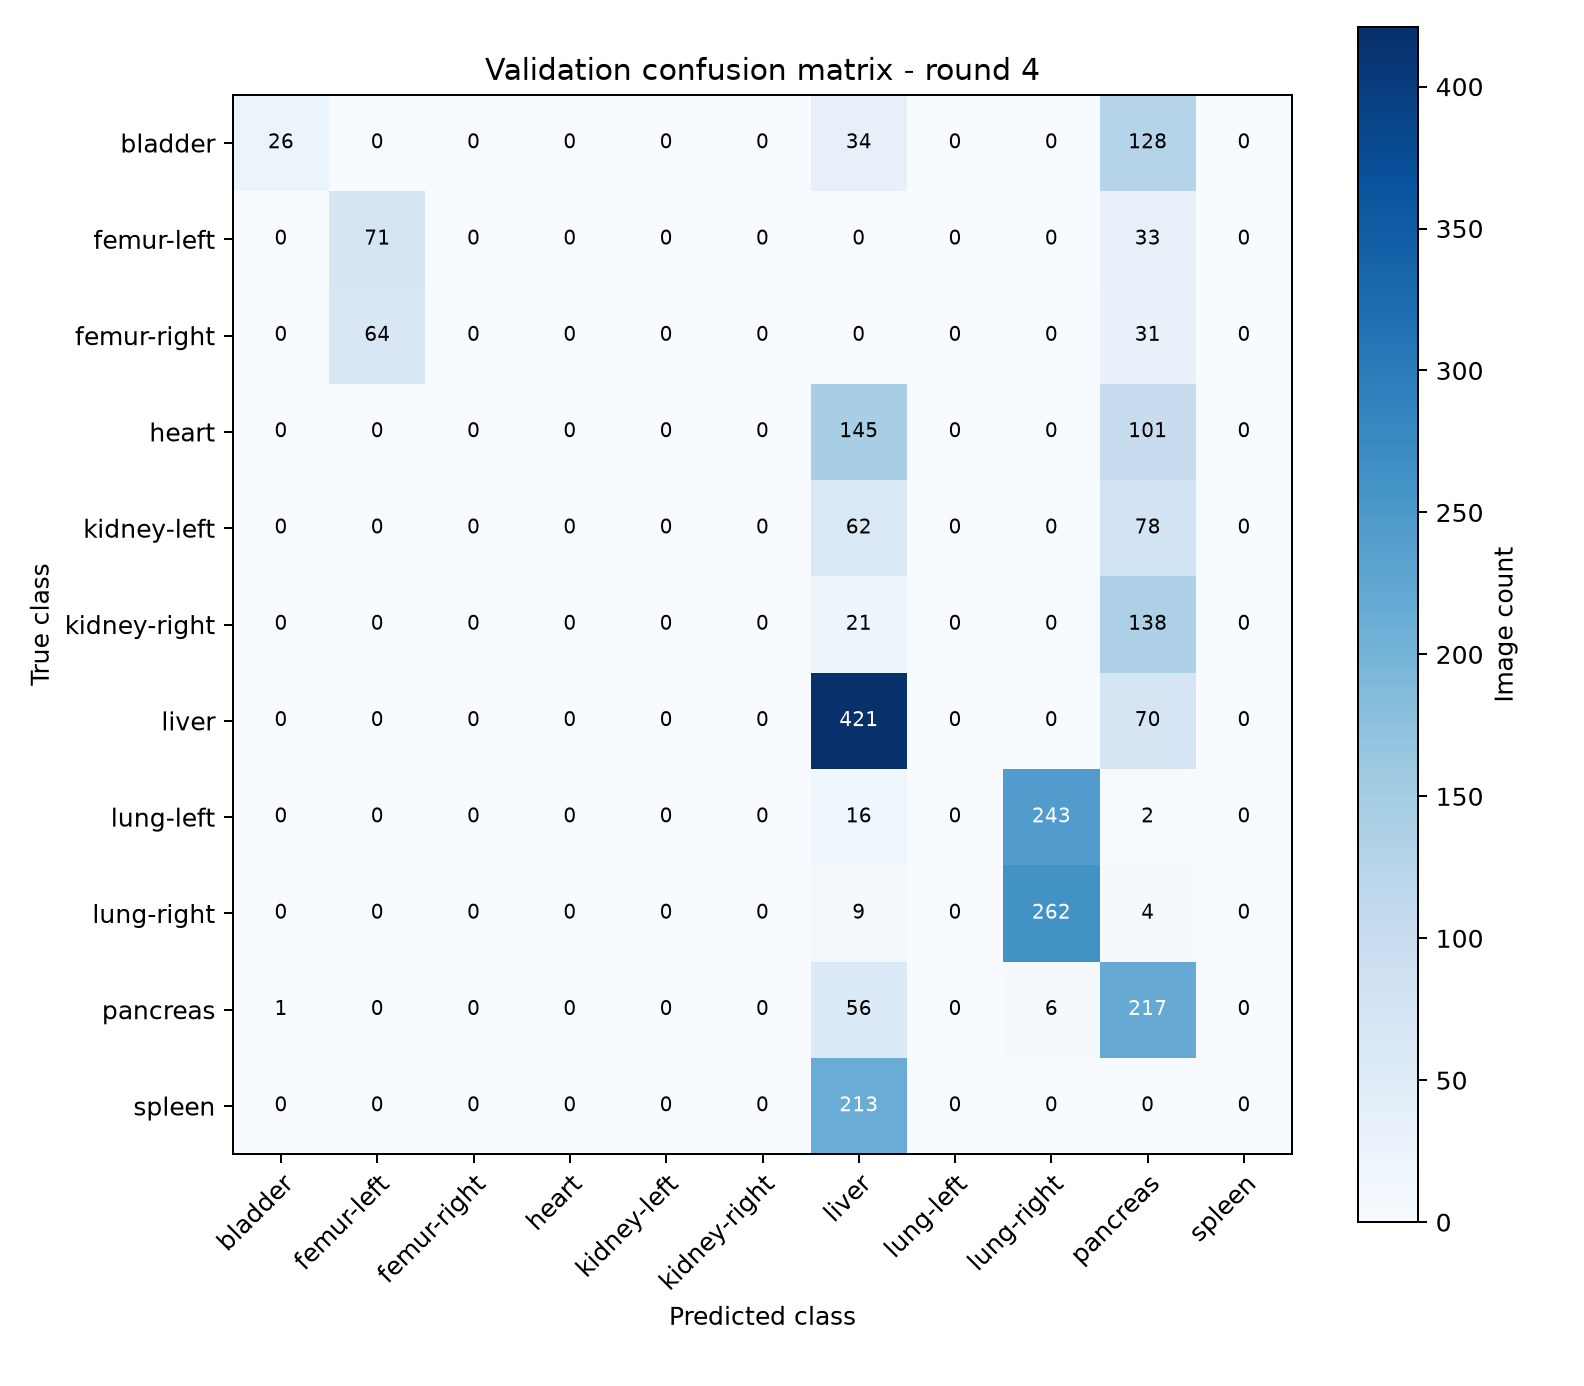 Validation confusion matrix - round 4
bladder 26 0 0 0 0 0 34 0 0 128 0
femur-left 0 71 0 0 0 0 0 0 0 33 0
femur-right 0 64 0 0 0 0 0 0 0 31 0
heart 0 0 0 0 0 0 145 0 0 101 0
kidney-left 0 0 0 0 0 0 62 0 0 78 0
kidney-right 0 0 0 0 0 0 21 0 0 138 0
liver 0 0 0 0 0 0 421 0 0 70 0
lung-left 0 0 0 0 0 0 16 0 243 2 0
lung-right 0 0 0 0 0 0 9 0 262 4 0
pancreas 1 0 0 0 0 0 56 0 6 217 0
spleen 0 0 0 0 0 0 213 0 0 0 0
bladder femur-left femur-right heart kidney-left kidney-right liver lung-left lung-right pancreas spleen
Predicted class
True class
400
350
300
250
200
150
100
50
0
Image count